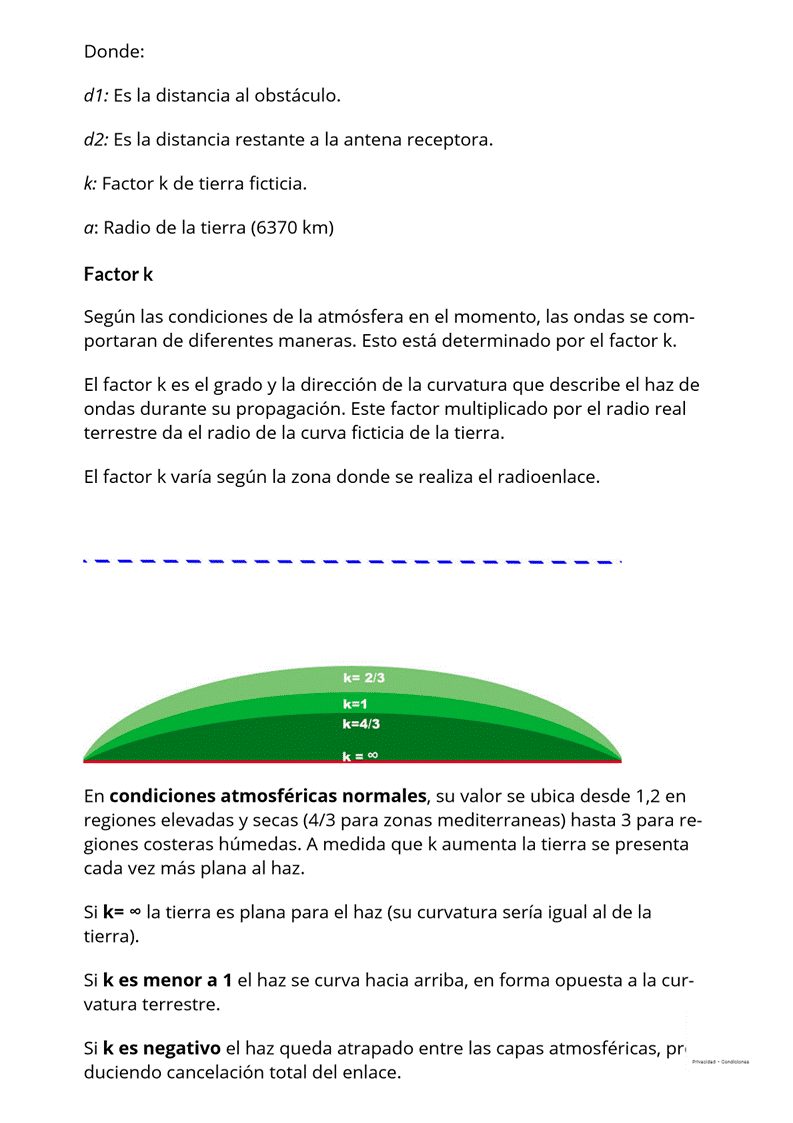 Donde:
d1: Es la distancia al obstáculo.
d2: Es la distancia restante a la antena receptora.
k: Factor k de tierra ficticia.
a: Radio de la tierra (6370 km)
Factor k
Según las condiciones de la atmósfera en el momento, las ondas se com-
portaran de diferentes maneras. Esto está determinado por el factor k.
El factor k es el grado y la dirección de la curvatura que describe el haz de
ondas durante su propagación. Este factor multiplicado por el radio real
terrestre da el radio de la curva ficticia de la tierra.
El factor k varía según la zona donde se realiza el radioenlace.
k= 2/3
k=1
k=4/3
k = ∞
En condiciones atmosféricas normales, su valor se ubica desde 1,2 en
regiones elevadas y secas (4/3 para zonas mediterraneas) hasta 3 para re-
giones costeras húmedas. A medida que k aumenta la tierra se presenta
cada vez más plana al haz.
Si k= ∞ la tierra es plana para el haz (su curvatura sería igual al de la
tierra).
Si k es menor a 1 el haz se curva hacia arriba, en forma opuesta a la cur-
vatura terrestre.
Si k es negativo el haz queda atrapado entre las capas atmosféricas, pr
duciendo cancelación total del enlace.
Privacidad - Condiciones